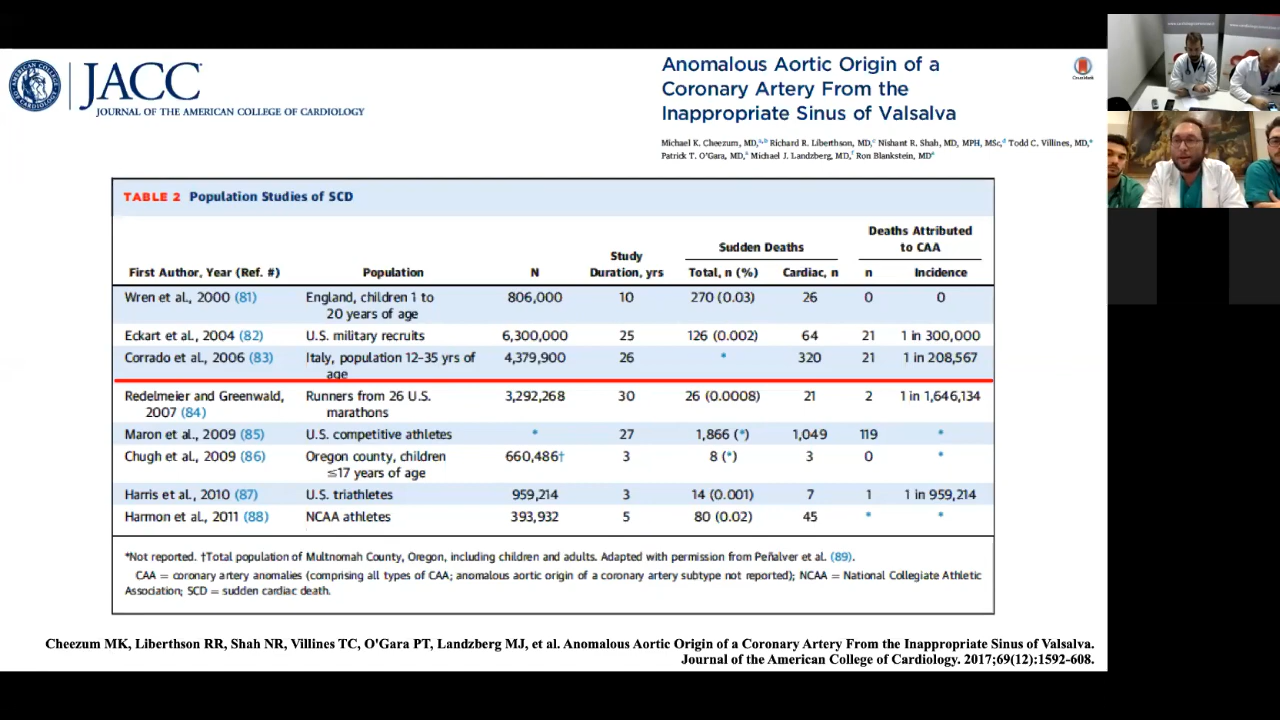 JACC
JOURNAL OF THE AMERICAN COLLEGE OF CARDIOLOGY
AMERICAN COLLEGE OF CARDIOLOGY
Anomalous Aortic Origin of a
Coronary Artery From the
Inappropriate Sinus of Valsalva
CrossMark
Michael K. Cheezum, MD,a,b Richard R. Liberthson, MD,c Nishant R. Shah, MD, MPH, MSc,d Todd C. Villines, MD,e
Patrick T. O'Gara, MD,a Michael J. Landzberg, MD,f Ron Blankstein, MDa
TABLE 2 Population Studies of SCD
Deaths Attributed
Sudden Deaths to CAA
Study
First Author, Year (Ref. #) Population N Duration, yrs Total, n (%) Cardiac, n n Incidence
Wren et al., 2000 (81) England, children 1 to 806,000 10 270 (0.03) 26 0 0
20 years of age
Eckart et al., 2004 (82) U.S. military recruits 6,300,000 25 126 (0.002) 64 21 1 in 300,000
Corrado et al., 2006 (83) Italy, population 12–35 yrs of 4,379,900 26 * 320 21 1 in 208,567
age
Redelmeier and Greenwald, Runners from 26 U.S. 3,292,268 30 26 (0.0008) 21 2 1 in 1,646,134
2007 (84) marathons
Maron et al., 2009 (85) U.S. competitive athletes * 27 1,866 (*) 1,049 119 *
Chugh et al., 2009 (86) Oregon county, children 660,486† 3 8 (*) 3 0 *
≤17 years of age
Harris et al., 2010 (87) U.S. triathletes 959,214 3 14 (0.001) 7 1 1 in 959,214
Harmon et al., 2011 (88) NCAA athletes 393,932 5 80 (0.02) 45 * *
*Not reported. †Total population of Multnomah County, Oregon, including children and adults. Adapted with permission from Peñalver et al. (89).
CAA = coronary artery anomalies (comprising all types of CAA; anomalous aortic origin of a coronary artery subtype not reported); NCAA = National Collegiate Athletic
Association; SCD = sudden cardiac death.
Cheezum MK, Liberthson RR, Shah NR, Villines TC, O'Gara PT, Landzberg MJ, et al. Anomalous Aortic Origin of a Coronary Artery From the Inappropriate Sinus of Valsalva.
Journal of the American College of Cardiology. 2017;69(12):1592-608.